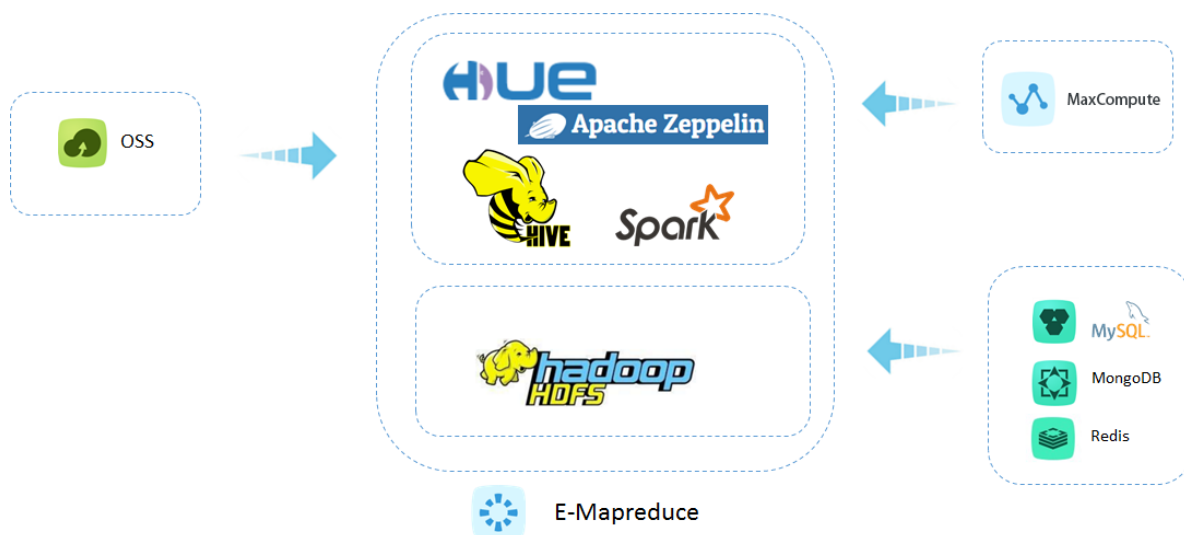 OSS
HUE
Apache Zeppelin
HIVE
Spark
hadoop
HDFS
MaxCompute
MySQL.
MongoDB
Redis
E-Mapreduce